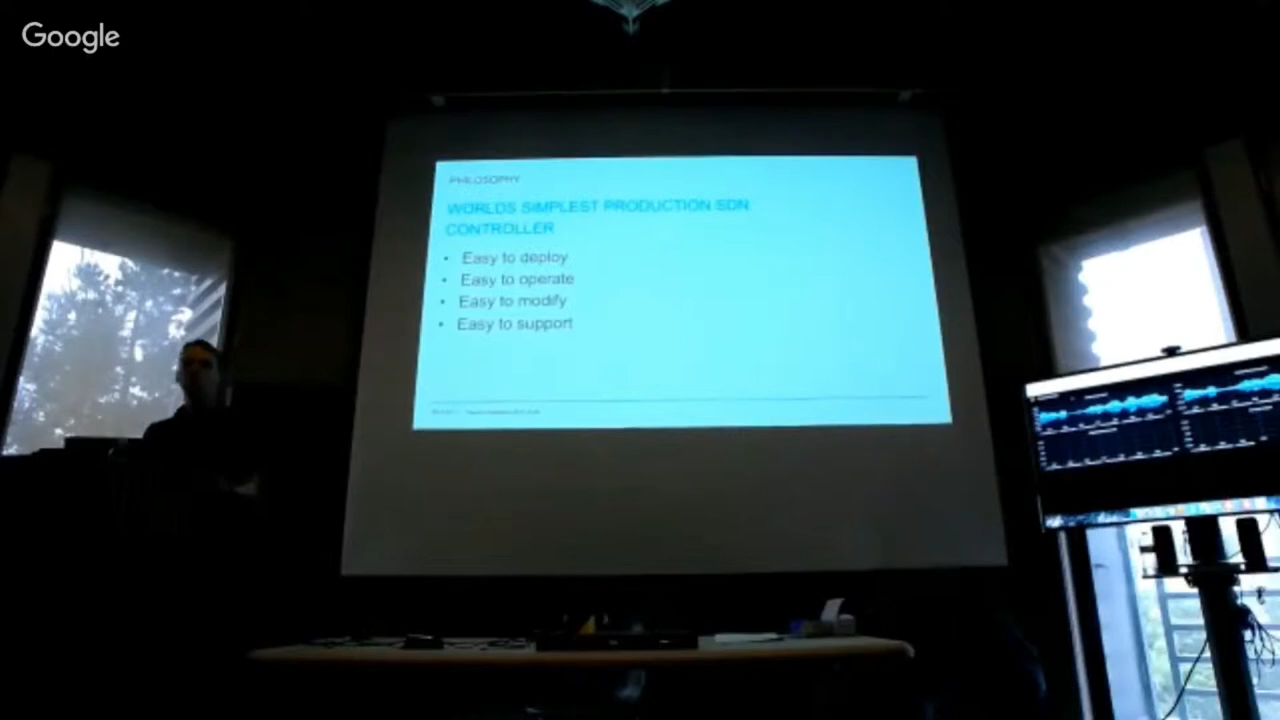 Google
PHILOSOPHY
WORLDS SIMPLEST PRODUCTION SDN
CONTROLLER
• Easy to deploy
• Easy to operate
• Easy to modify
• Easy to support